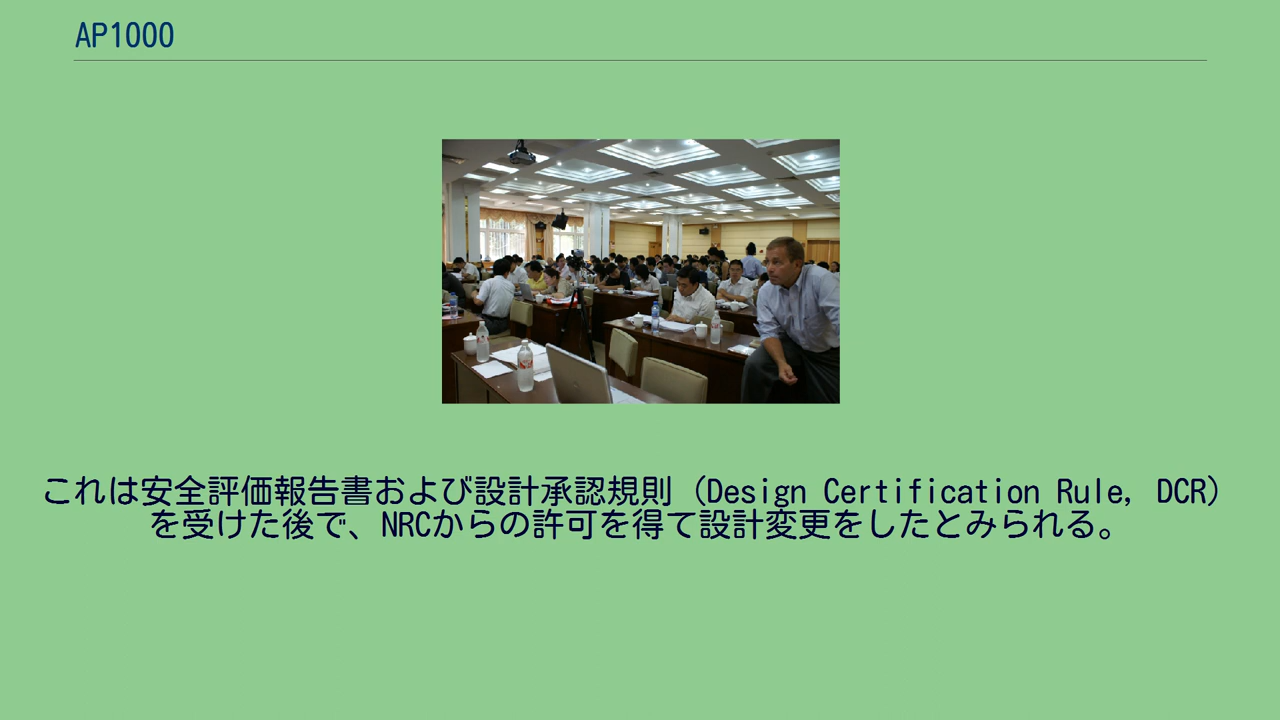 AP1000
これは安全評価報告書および設計承認規則 (Design Certification Rule, DCR)
を受けた後で、NRCからの許可を得て設計変更をしたとみられる。